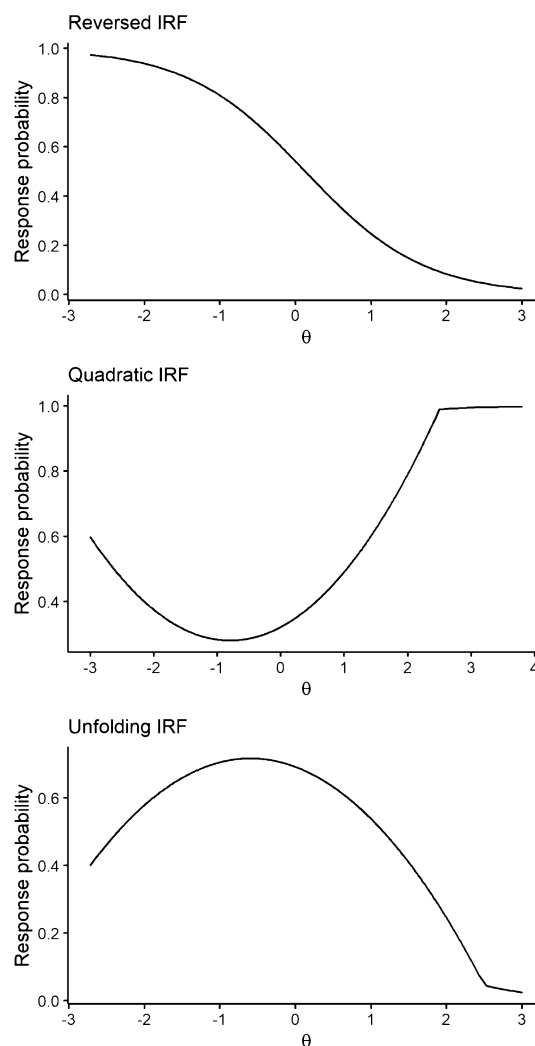 Reversed IRF
Response probability
1.0
0.8
0.6
0.4
0.2
0.0
-3 -2 -1 0 1 2 3
θ
Quadratic IRF
Response probability
1.0
0.8
0.6
0.4
-3 -2 -1 0 1 2 3 4
θ
Unfolding IRF
Response probability
0.6
0.4
0.2
0.0
-3 -2 -1 0 1 2 3
θ